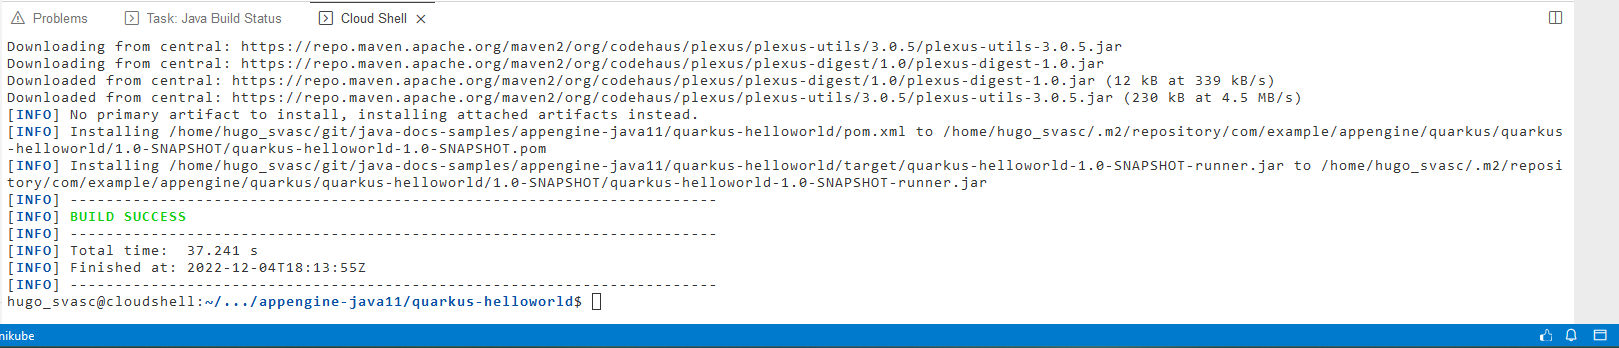 Problems Task: Java Build Status Cloud Shell
Downloading from central: https://repo.maven.apache.org/maven2/org/codehaus/plexus/plexus-utils/3.0.5/plexus-utils-3.0.5.jar
Downloading from central: https://repo.maven.apache.org/maven2/org/codehaus/plexus/plexus-digest/1.0/plexus-digest-1.0.jar
Downloaded from central: https://repo.maven.apache.org/maven2/org/codehaus/plexus/plexus-digest/1.0/plexus-digest-1.0.jar (12 kB at 339 kB/s)
Downloaded from central: https://repo.maven.apache.org/maven2/org/codehaus/plexus/plexus-utils/3.0.5/plexus-utils-3.0.5.jar (230 kB at 4.5 MB/s)
[INFO] No primary artifact to install, installing attached artifacts instead.
[INFO] Installing /home/hugo_svasc/git/java-docs-samples/appengine-java11/quarkus-helloworld/pom.xml to /home/hugo_svasc/.m2/repository/com/example/appengine/quarkus/quarkus
-helloworld/1.0-SNAPSHOT/quarkus-helloworld-1.0-SNAPSHOT.pom
[INFO] Installing /home/hugo_svasc/git/java-docs-samples/appengine-java11/quarkus-helloworld/target/quarkus-helloworld-1.0-SNAPSHOT-runner.jar to /home/hugo_svasc/.m2/reposi
tory/com/example/appengine/quarkus/quarkus-helloworld/1.0-SNAPSHOT/quarkus-helloworld-1.0-SNAPSHOT-runner.jar
[INFO] ------------------------------------------------------------------------
[INFO] BUILD SUCCESS
[INFO] ------------------------------------------------------------------------
[INFO] Total time:  37.241 s
[INFO] Finished at: 2022-12-04T18:13:55Z
[INFO] ------------------------------------------------------------------------
hugo_svasc@cloudshell:~/.../appengine-java11/quarkus-helloworld$
nikube